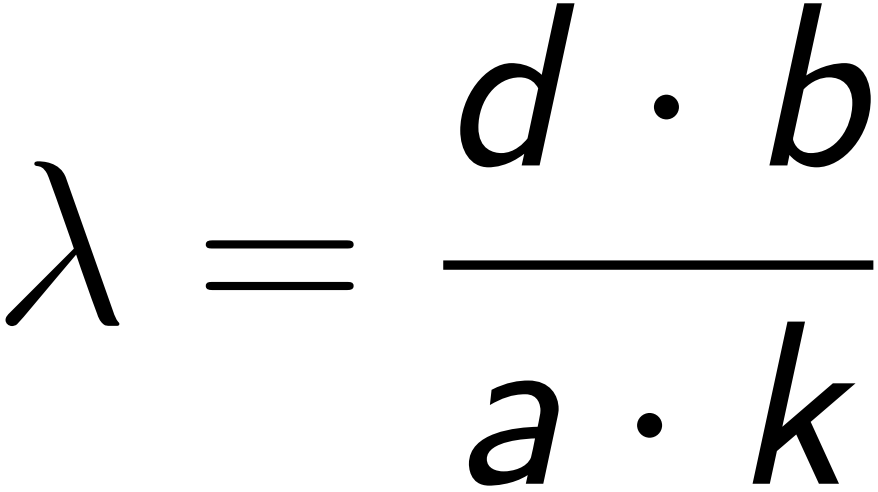 λ = (d · b) / (a · k)